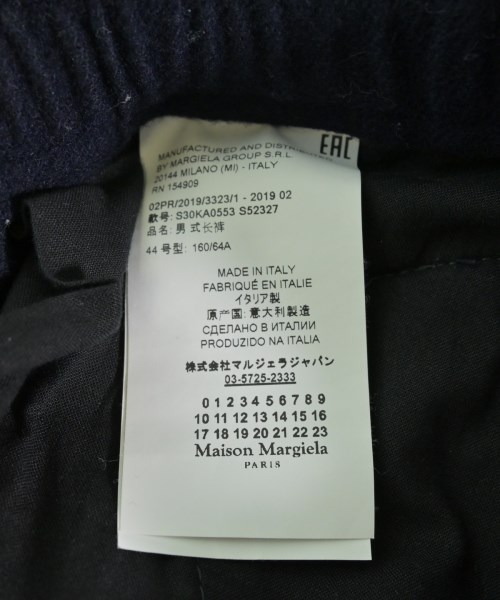 MANUFACTURED AND
EAC
BY MARGIELA GROUP S.R.L
20144 MILANO (MI) - ITALY
RN 154909
02PR/2019/3323/1 - 2019 02
款号: S30KA0553 S52327
品名: 男式长裤
44 号型: 160/64A
MADE IN ITALY
FABRIQUÉ EN ITALIE
イタリア製
原产国: 意大利製造
СДЕЛАНО В ИТАЛИИ
PRODUZIDO NA ITALIA
株式会社マルジェラジャパン
03-5725-2333
0 1 2 3 4 5 6 7 8 9
10 11 12 13 14 15 16
17 18 19 20 21 22 23
Maison Margiela
PARIS